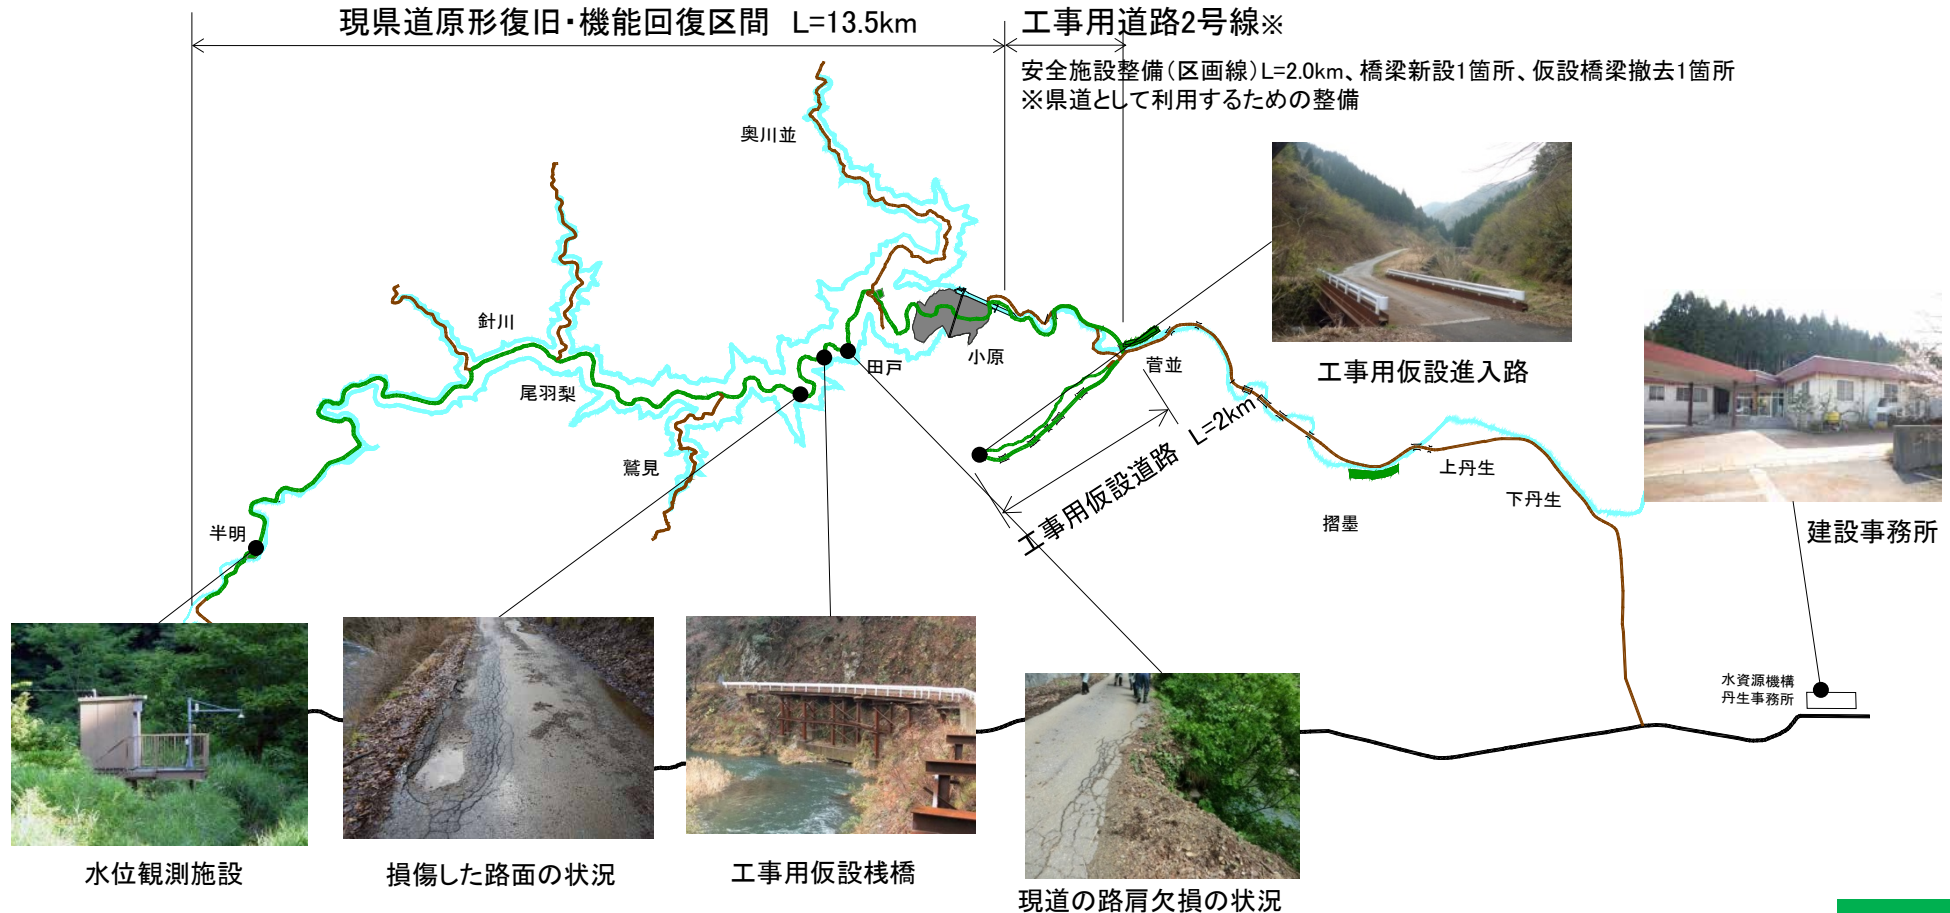 現県道原形復旧・機能回復区間 L=13.5km
工事用道路2号線※
安全施設整備(区画線)L=2.0km、橋梁新設1箇所、仮設橋梁撤去1箇所
※県道として利用するための整備
奥川並
針川
尾羽梨
鷲見
半明
田戸
小原
菅並
工事用仮設道路 L=2km
上丹生
下丹生
摺墨
工事用仮設進入路
建設事務所
水資源機構
丹生事務所
水位観測施設
損傷した路面の状況
工事用仮設桟橋
現道の路肩欠損の状況